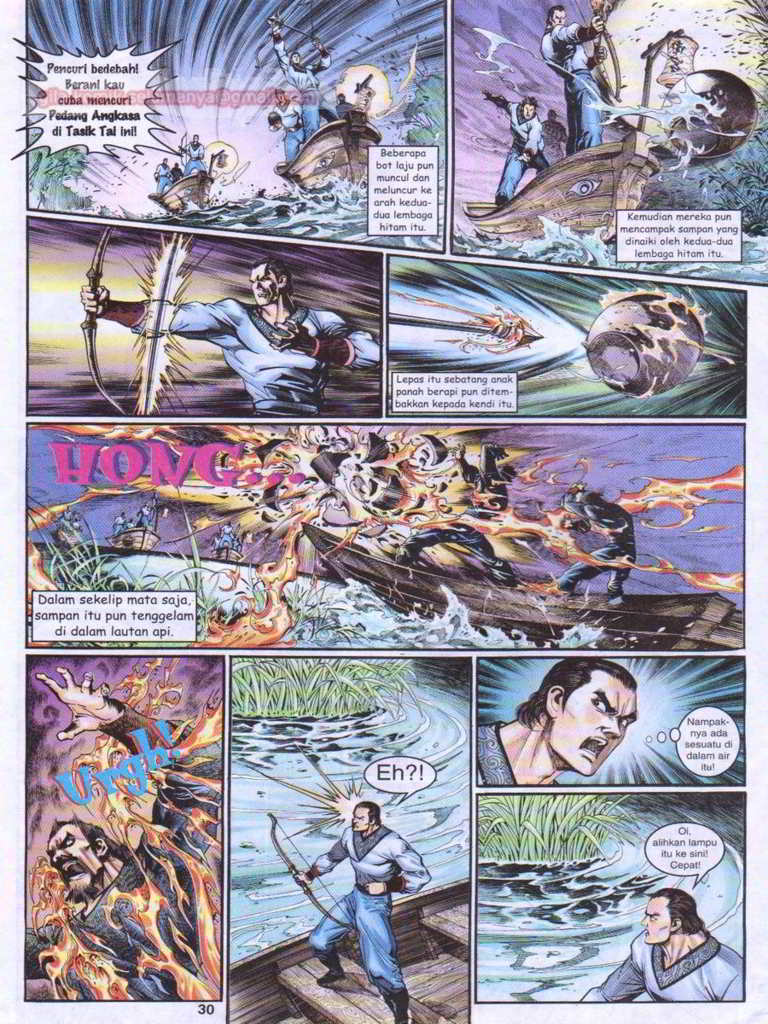 Pencuri bedebah!
Berani kau
cuba mencuri
Pedang Angkasa
di Tasik Tai ini!
Beberapa
bot laju pun
muncul dan
meluncur ke
arah kedua-
dua lembaga
hitam itu.
Kemudian mereka pun
mencampak sampan yang
dinaiki oleh kedua-dua
lembaga hitam itu.
Lepas itu sebatang anak
panah berapi pun ditem-
bakkan kepada kendi itu.
HONG...
Dalam sekelip mata saja,
sampan itu pun tenggelam
di dalam lautan api.
Urgh!
Eh?!
Nampak-
nya ada
sesuatu di
dalam air
itu!
Oi,
alihkan lampu
itu ke sini!
Cepat!
30